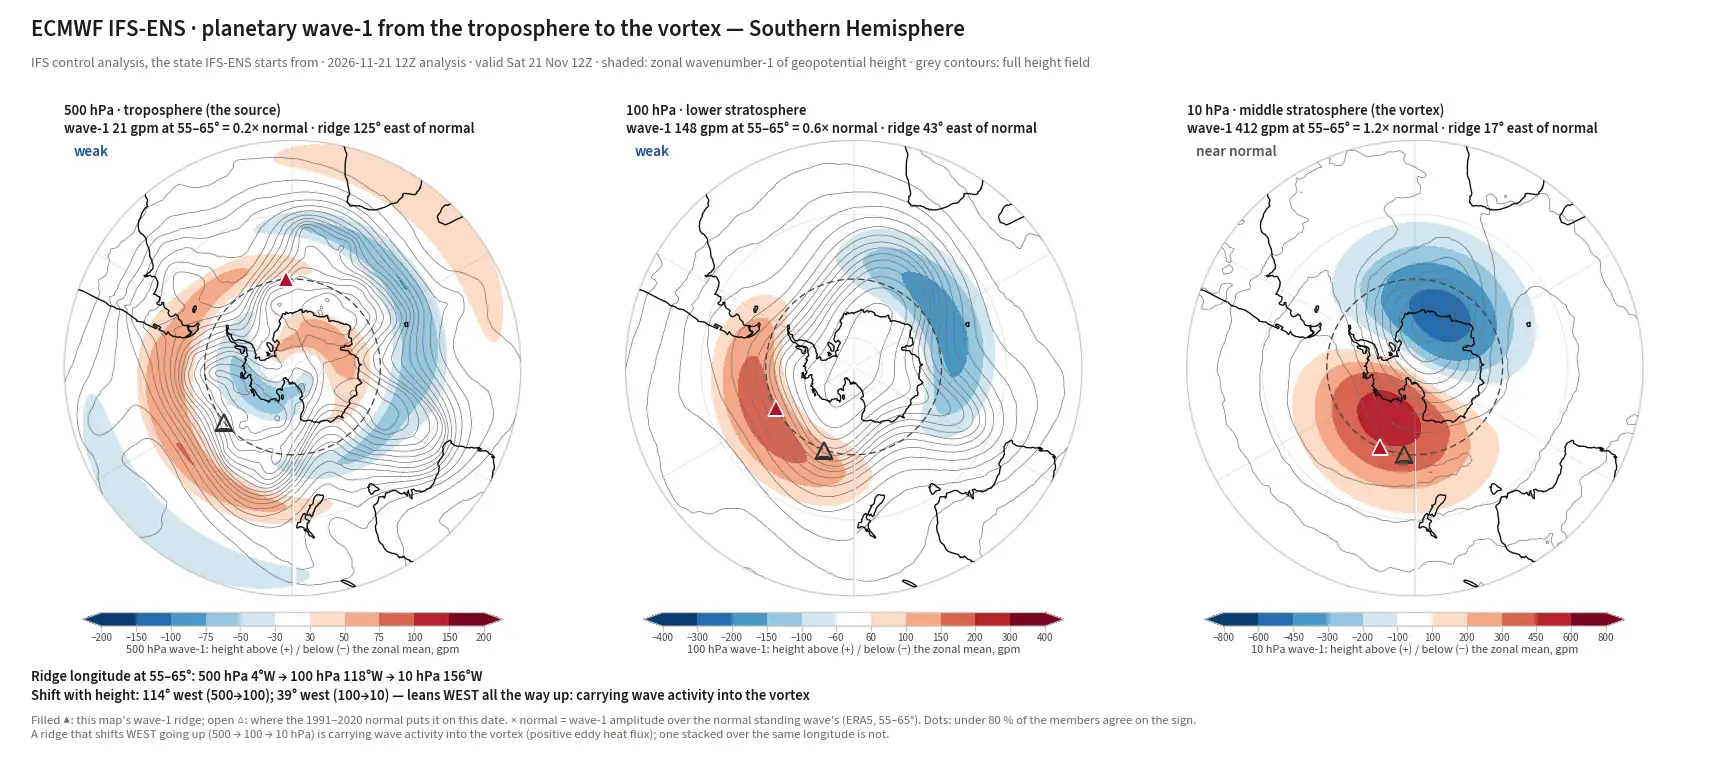 ECMWF IFS-ENS · planetary wave-1 from the troposphere to the vortex — Southern Hemisphere
IFS control analysis, the state IFS-ENS starts from · 2026-11-21 12Z analysis · valid Sat 21 Nov 12Z · shaded: zonal wavenumber-1 of geopotential height · grey contours: full height field
500 hPa · troposphere (the source)
wave-1 21 gpm at 55–65° = 0.2× normal · ridge 125° east of normal
weak
100 hPa · lower stratosphere
wave-1 148 gpm at 55–65° = 0.6× normal · ridge 43° east of normal
weak
10 hPa · middle stratosphere (the vortex)
wave-1 412 gpm at 55–65° = 1.2× normal · ridge 17° east of normal
near normal
−200 −150 −100 −75 −50 −30 30 50 75 100 150 200
500 hPa wave-1: height above (+) / below (−) the zonal mean, gpm
−400 −300 −200 −150 −100 −60 60 100 150 200 300 400
100 hPa wave-1: height above (+) / below (−) the zonal mean, gpm
−800 −600 −450 −300 −200 −100 100 200 300 450 600 800
10 hPa wave-1: height above (+) / below (−) the zonal mean, gpm
Ridge longitude at 55–65°: 500 hPa 4°W → 100 hPa 118°W → 10 hPa 156°W
Shift with height: 114° west (500→100); 39° west (100→10) — leans WEST all the way up: carrying wave activity into the vortex
Filled ▲: this map's wave-1 ridge; open △: where the 1991–2020 normal puts it on this date. × normal = wave-1 amplitude over the normal standing wave's (ERA5, 55–65°). Dots: under 80 % of the members agree on the sign.
A ridge that shifts WEST going up (500 → 100 → 10 hPa) is carrying wave activity into the vortex (positive eddy heat flux); one stacked over the same longitude is not.